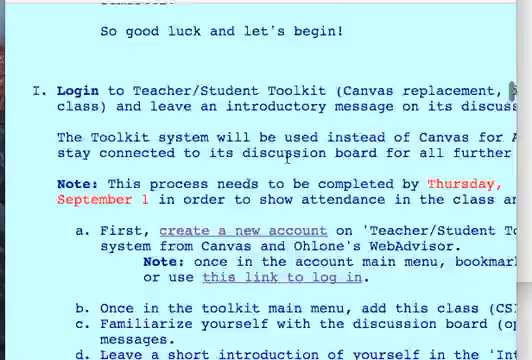 So good luck and let's begin!
I. Login to Teacher/Student Toolkit (Canvas replacement,
class) and leave an introductory message on its discus
The Toolkit system will be used instead of Canvas for
stay connected to its discussion board for all further
Note: This process needs to be completed by Thursday,
September 1 in order to show attendance in the class
a. First, create a new account on 'Teacher/Student
system from Canvas and Ohlone's WebAdvisor.
Note: once in the account main menu, bookmar
or use this link to log in.
b. Once in the toolkit main menu, add this class (CS
c. Familiarize yourself with the discussion board
messages.
d. Leave a short introduction of yourself in the